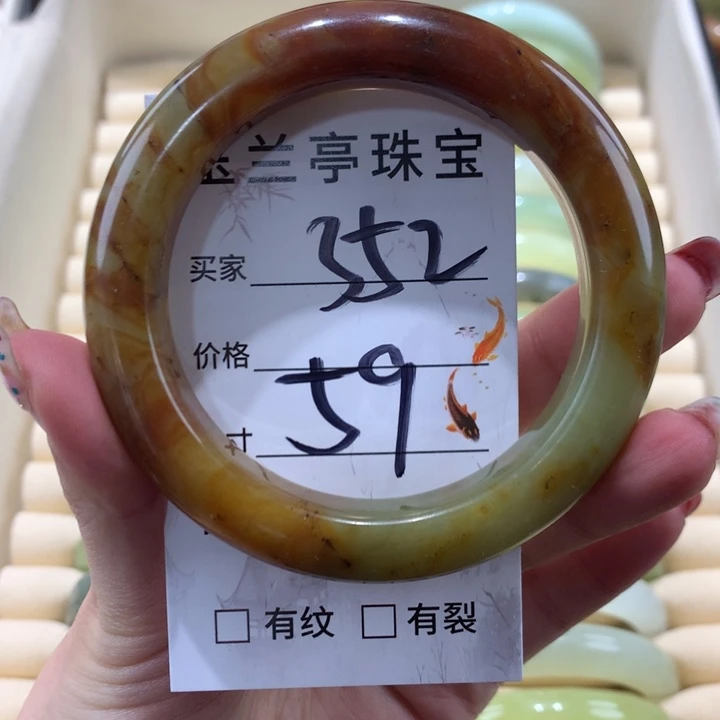 兰亭珠宝
买家 352
价格
寸 59
□ 有纹 □ 有裂